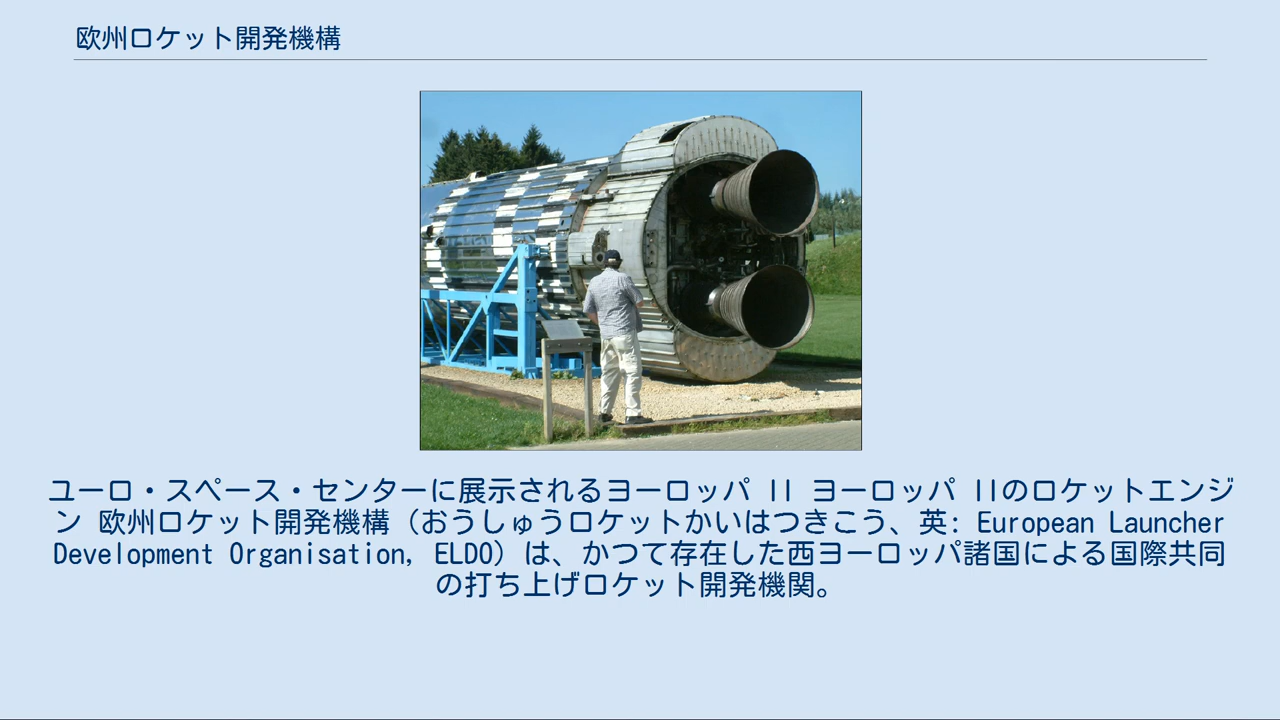 欧州ロケット開発機構
ユーロ・スペース・センターに展示されるヨーロッパ II ヨーロッパ IIのロケットエンジ
ン 欧州ロケット開発機構（おうしゅうロケットかいはつきこう、英: European Launcher
Development Organisation, ELDO）は、かつて存在した西ヨーロッパ諸国による国際共同
の打ち上げロケット開発機関。